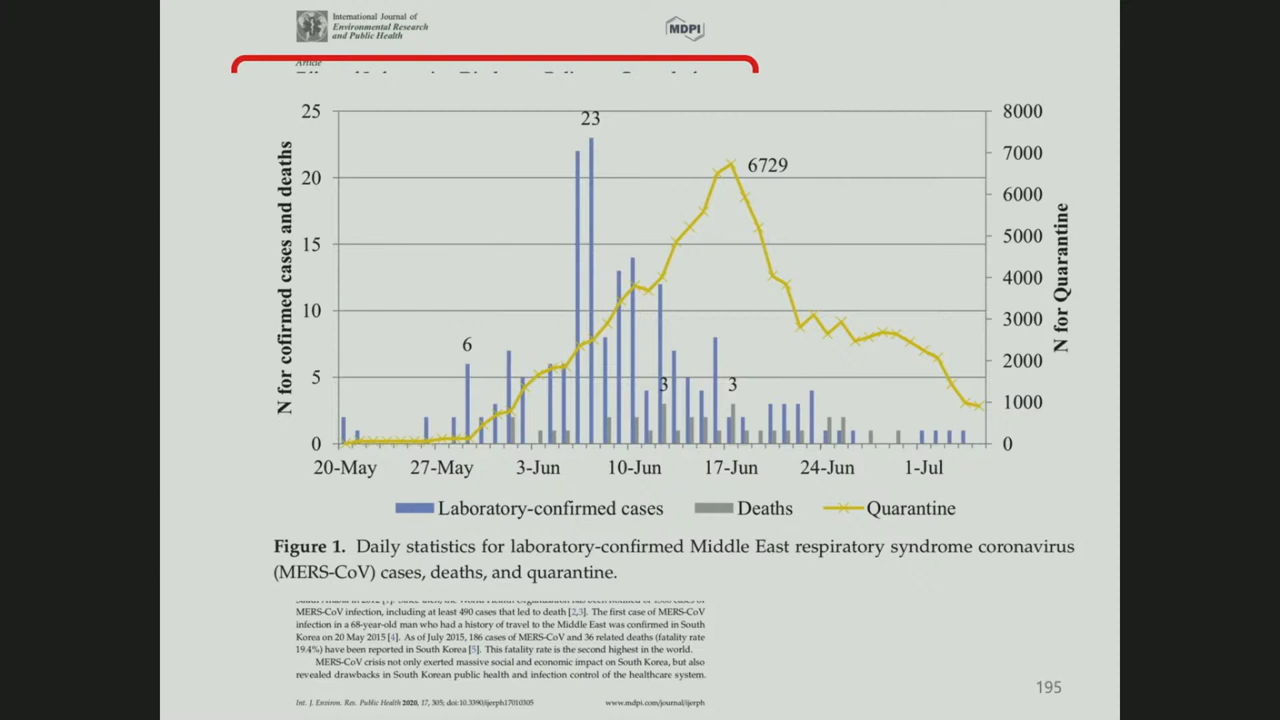 International Journal of
Environmental Research
and Public Health
MDPI
Article
25
20
15
10
5
0
N for cofirmed cases and deaths
8000
7000
6000
5000
4000
3000
2000
1000
0
N for Quarantine
23
6729
6
3
3
20-May 27-May 3-Jun 10-Jun 17-Jun 24-Jun 1-Jul
Laboratory-confirmed cases Deaths Quarantine
Figure 1. Daily statistics for laboratory-confirmed Middle East respiratory syndrome coronavirus
(MERS-CoV) cases, deaths, and quarantine.
MERS-CoV infection, including at least 490 cases that led to death [2,3]. The first case of MERS-CoV
infection in a 68-year-old man who had a history of travel to the Middle East was confirmed in South
Korea on 20 May 2015 [4]. As of July 2015, 186 cases of MERS-CoV and 36 related deaths (fatality rate
19.4%) have been reported in South Korea [5]. This fatality rate is the second highest in the world.
MERS-CoV crisis not only exerted massive social and economic impact on South Korea, but also
revealed drawbacks in South Korean public health and infection control of the healthcare system.
Int. J. Environ. Res. Public Health 2020, 17, 305; doi:10.3390/ijerph17010305 www.mdpi.com/journal/ijerph
195